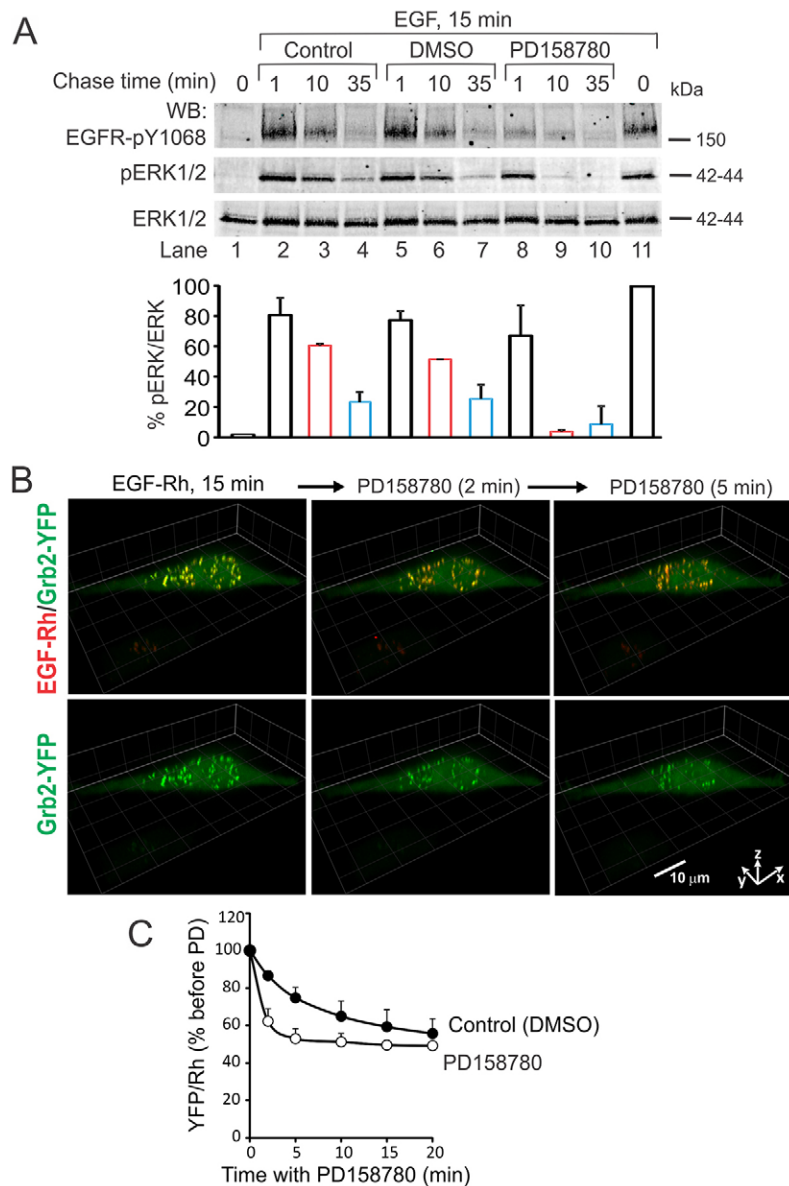 A
EGF, 15 min
Control DMSO PD158780
Chase time (min) 0 1 10 35 1 10 35 1 10 35 0 kDa
WB:
EGFR-pY1068 150
pERK1/2 42-44
ERK1/2 42-44
Lane 1 2 3 4 5 6 7 8 9 10 11
% pERK/ERK
100
80
60
40
20
0
B
EGF-Rh, 15 min PD158780 (2 min) PD158780 (5 min)
EGF-Rh/Grb2-YFP
Grb2-YFP
10 μm
z
y x
C
YFP/Rh (% before PD)
120
100
80
60
40
20
0
Control (DMSO)
PD158780
0 5 10 15 20
Time with PD158780 (min)